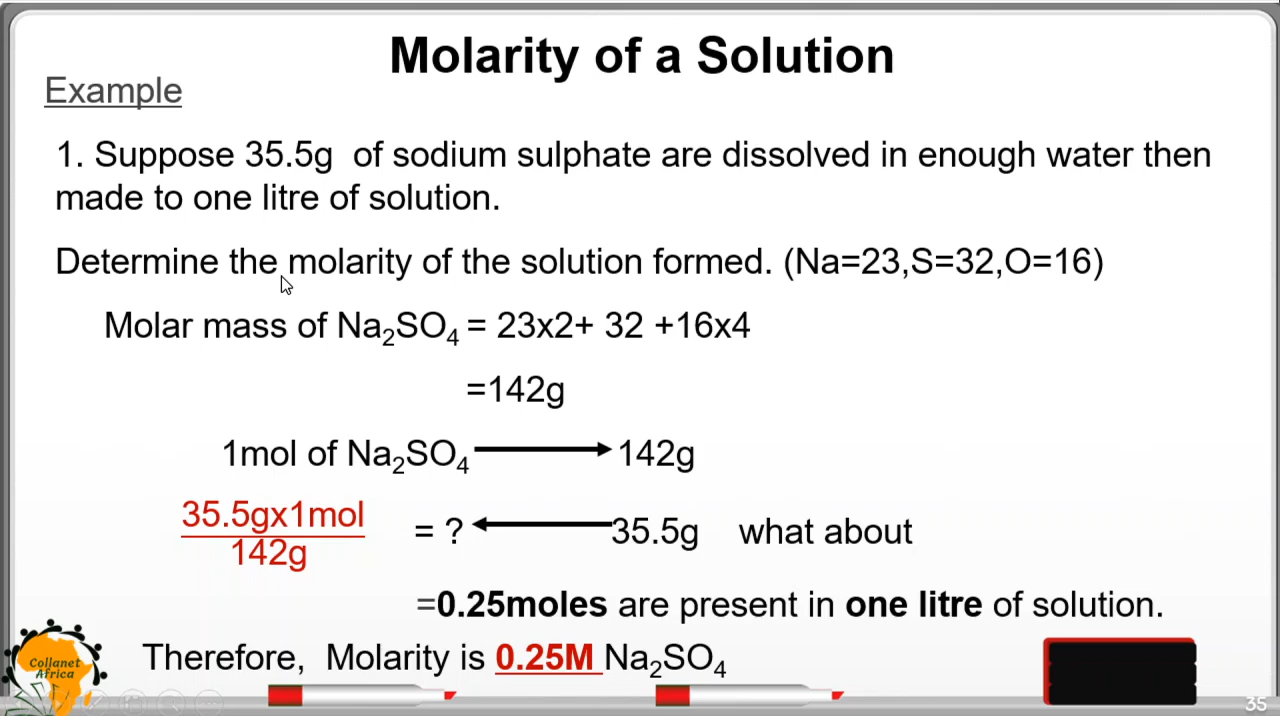 Molarity of a Solution
Example
1. Suppose 35.5g of sodium sulphate are dissolved in enough water then
made to one litre of solution.
Determine the molarity of the solution formed. (Na=23,S=32,O=16)
Molar mass of Na₂SO₄ = 23x2+ 32 +16x4
=142g
1mol of Na₂SO₄ → 142g
35.5gx1mol
142g
= ? ← 35.5g what about
=0.25moles are present in one litre of solution.
Therefore, Molarity is 0.25M Na₂SO₄
Collanet
Africa
35